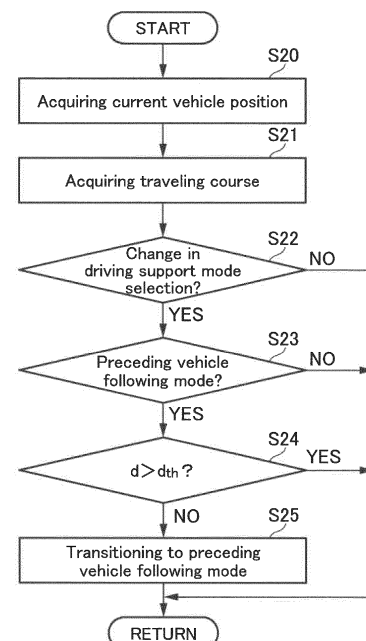 START
S20
Acquiring current vehicle position
S21
Acquiring traveling course
S22
Change in
driving support mode
selection?
NO
YES
S23
Preceding vehicle
following mode?
NO
YES
S24
d>dth?
YES
NO
S25
Transitioning to preceding
vehicle following mode
RETURN